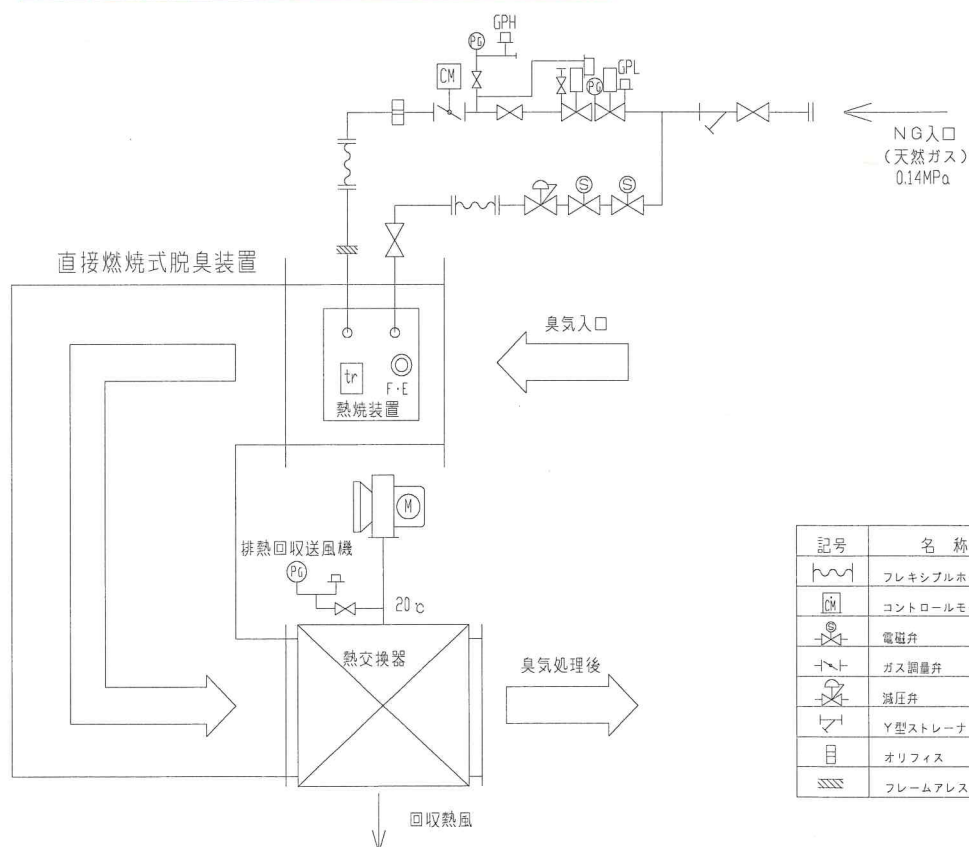 GPH
PG
CM
PG
GPL
NG入口
(天然ガス)
0.14MPa
S
S
直接燃焼式脱臭装置
臭気入口
tr
F・E
熱焼装置
M
排熱回収送風機
PG
20℃
熱交換器
臭気処理後
回収熱風
記号 名 称
フレキシブルホ
CM コントロールモ
S 電磁弁
ガス調量弁
減圧弁
Y型ストレーナ
オリフィス
フレームアレス